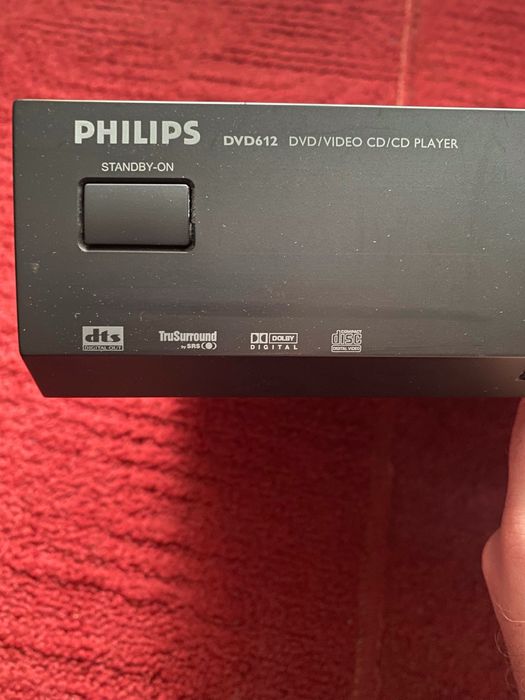 PHILIPS DVD612 DVD/VIDEO CD/CD PLAYER
STANDBY-ON
dts
DIGITAL OUT
TruSurround
by SRS
DOLBY
DIGITAL
COMPACT
disc
DIGITAL VIDEO